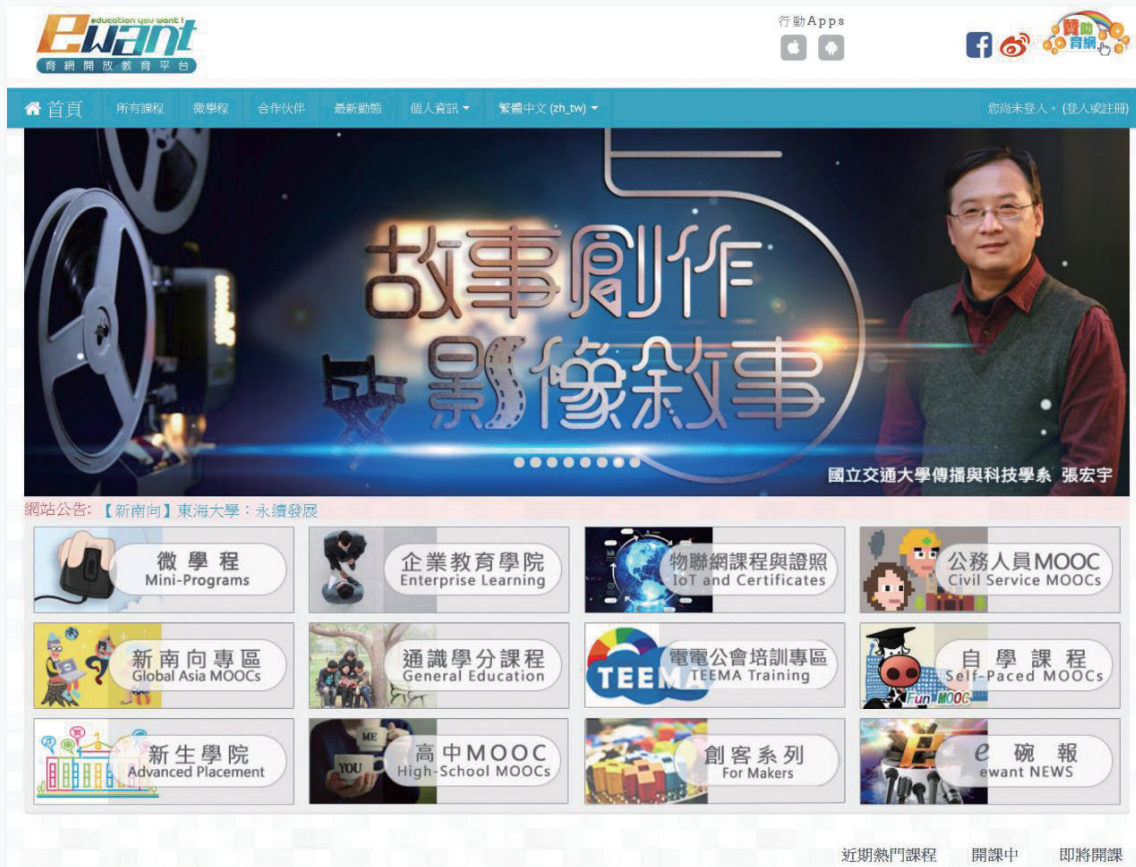 education you want !
ewant
育網開放教育平台
行動Apps
贊助
育網
首頁 所有課程 微學程 合作伙伴 最新動態 個人資訊 繁體中文 (zh_tw) 您尚未登入。(登入或註冊)
故事創作
影像敘事
國立交通大學傳播與科技學系 張宏宇
網站公告: 【新南向】東海大學：永續發展
微學程
Mini-Programs
企業教育學院
Enterprise Learning
物聯網課程與證照
IoT and Certificates
公務人員MOOC
Civil Service MOOCs
新南向專區
Global Asia MOOCs
通識學分課程
General Education
TEEMA
電電公會培訓專區
TEEMA Training
自學課程
Self-Paced MOOCs
Fun MOOC
新生學院
Advanced Placement
ME
YOU
高中MOOC
High-School MOOCs
創客系列
For Makers
e碗報
ewant NEWS
近期熱門課程 開課中 即將開課